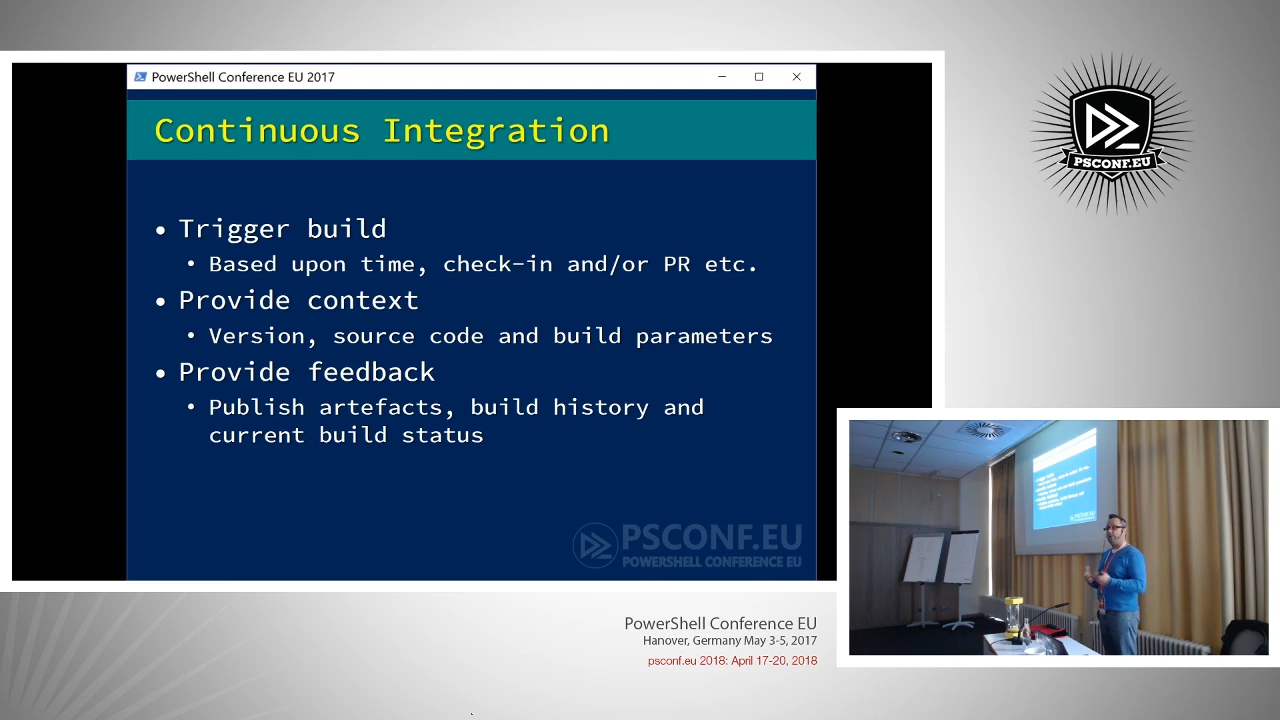 PowerShell Conference EU 2017
Continuous Integration
• Trigger build
• Based upon time, check-in and/or PR etc.
• Provide context
• Version, source code and build parameters
• Provide feedback
• Publish artefacts, build history and
current build status
PSCONF.EU
POWERSHELL CONFERENCE EU
PSCONF.EU
PowerShell Conference EU
Hanover, Germany May 3-5, 2017
psconf.eu 2018: April 17-20, 2018